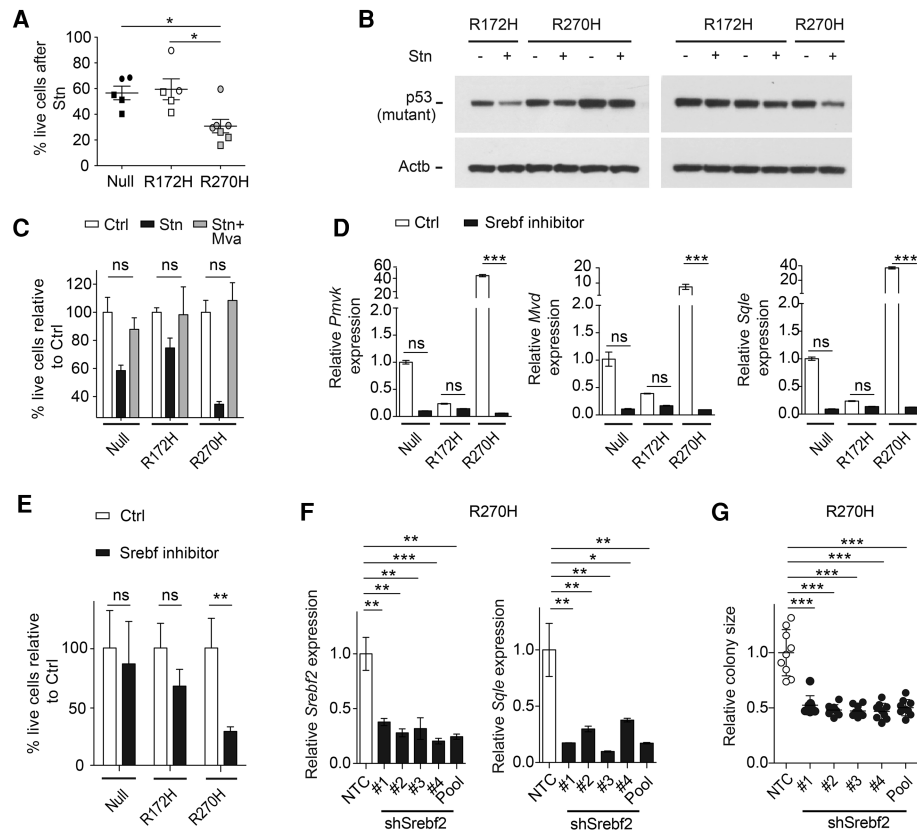 A
% live cells after
Stn
100
80
60
40
20
0
*
*
Null R172H R270H
B
R172H R270H R172H R270H
Stn - + - + - + - + - + - +
p53
(mutant)
Actb
C
Ctrl Stn Stn+
Mva
% live cells relative
to Ctrl
120
100
80
60
40
ns ns ns
Null R172H R270H
D
Ctrl Srebf inhibitor
Relative Pmvk
expression
60
40
20
2.0
1.0
0.5
0.0
ns ns ***
Null R172H R270H
Relative Mvd
expression
20
10
0
2.0
1.0
0.5
0.0
ns ns ***
Null R172H R270H
Relative Sqle
expression
40
20
2.0
1.0
0.5
0.0
ns ns ***
Null R172H R270H
E
Ctrl
Srebf inhibitor
% live cells relative
to Ctrl
100
50
0
ns ns **
Null R172H R270H
F
R270H
Relative Srebf2 expression
1.0
0.5
0.0
**
***
**
**
**
NTC #1 #2 #3 #4 Pool
shSrebf2
Relative Sqle expression
1.0
0.5
0.0
**
*
**
**
**
NTC #1 #2 #3 #4 Pool
shSrebf2
G
R270H
Relative colony size
1.0
0.5
0.0
***
***
***
***
***
NTC #1 #2 #3 #4 Pool
shSrebf2